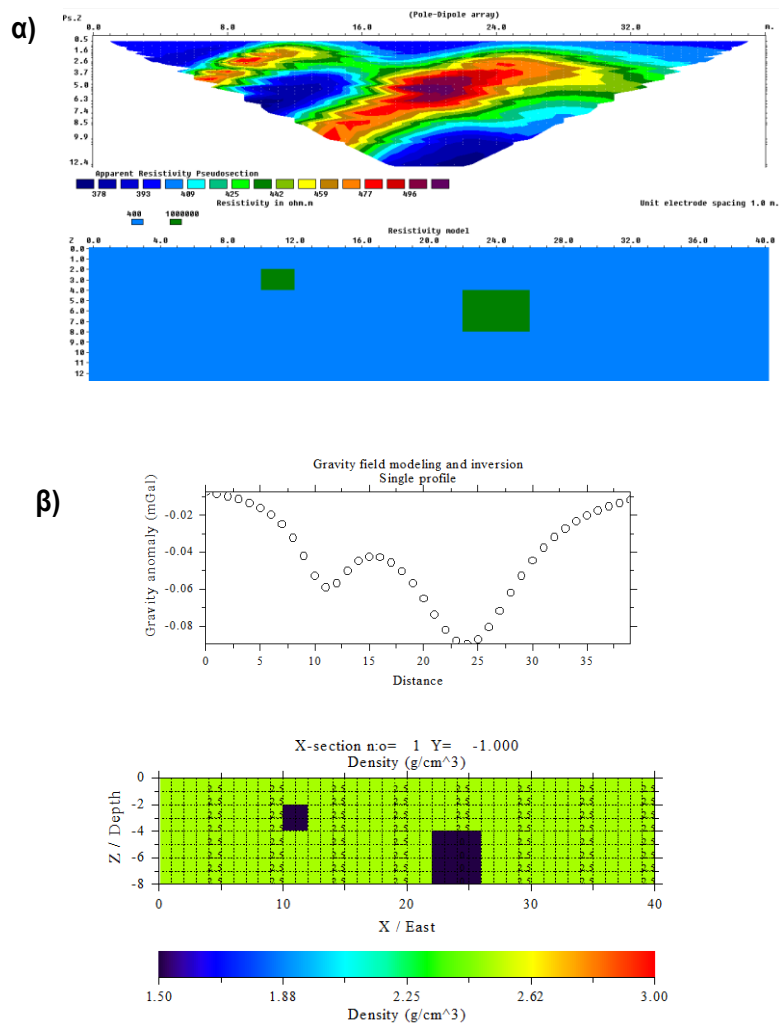 α)
Ps.Z 0.0 8.0 (Pole-Dipole array) 16.0 24.0 32.0 m.
0.5
1.6
2.6
3.7
5.0
6.3
7.4
8.5
9.9
12.4
Apparent Resistivity Pseudosection
378 393 409 425 442 459 477 496
Resistivity in ohm.m Unit electrode spacing 1.0 m.
400 1000000
Resistivity model
Z 0.0 4.0 8.0 12.0 16.0 20.0 24.0 28.0 32.0 36.0 40.0
0.0
1.0
2.0
3.0
4.0
5.0
6.0
7.0
8.0
9.0
10
11
12
β)
Gravity field modeling and inversion
Single profile
Gravity anomaly (mGal)
-0.02
-0.04
-0.06
-0.08
0 5 10 15 20 25 30 35
Distance
X-section n:o= 1 Y= -1.000
Density (g/cm^3)
Z / Depth
0
-2
-4
-6
-8
0 10 20 30 40
X / East
1.50 1.88 2.25 2.62 3.00
Density (g/cm^3)